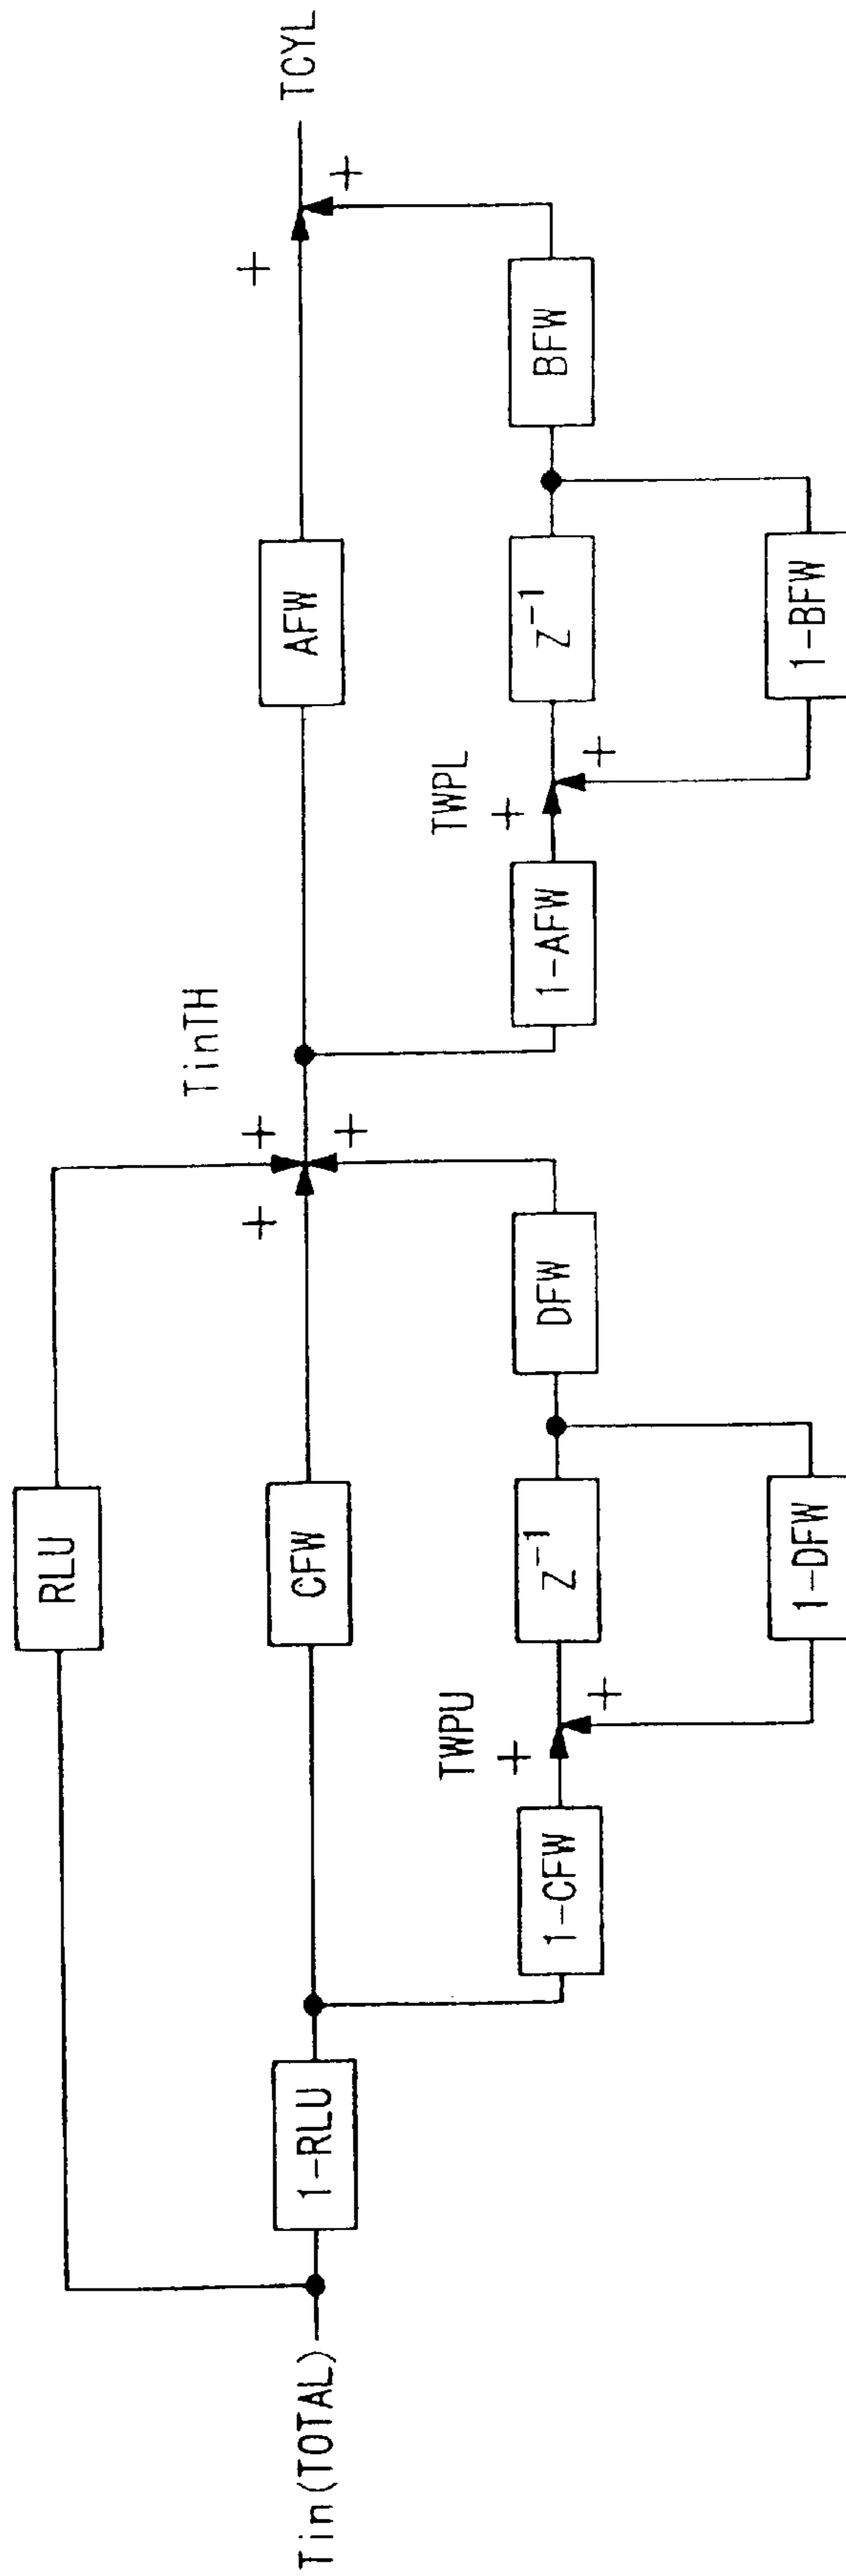 Tin(TOTAL)
1-RLU
RLU
CFW
+
+
+
TinTH
AFW
+
+
TCYL
1-CFW
TWPU
+
+
Z⁻¹
DFW
1-DFW
1-AFW
TWPL
+
+
Z⁻¹
BFW
1-BFW